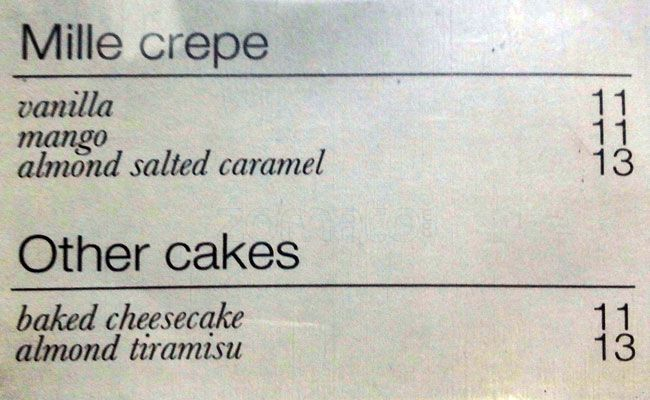 Mille crepe
vanilla 11
mango 11
almond salted caramel 13
Other cakes
baked cheesecake 11
almond tiramisu 13